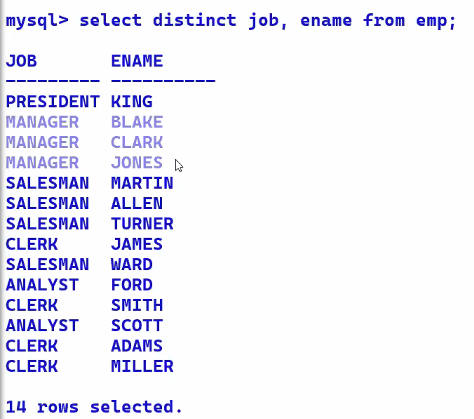 mysql> select distinct job, ename from emp;
JOB       ENAME
--------- ----------
PRESIDENT KING
MANAGER   BLAKE
MANAGER   CLARK
MANAGER   JONES
SALESMAN  MARTIN
SALESMAN  ALLEN
SALESMAN  TURNER
CLERK     JAMES
SALESMAN  WARD
ANALYST   FORD
CLERK     SMITH
ANALYST   SCOTT
CLERK     ADAMS
CLERK     MILLER
14 rows selected.